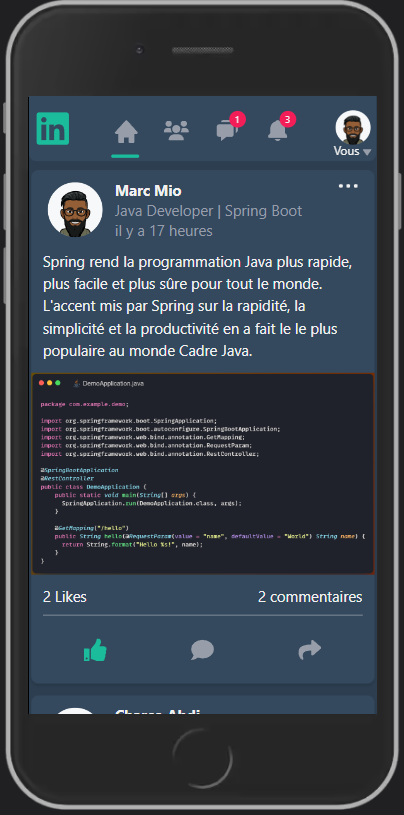 in
1
3
Vous
Marc Mio
Java Developer | Spring Boot
il y a 17 heures
Spring rend la programmation Java plus rapide,
plus facile et plus sûre pour tout le monde.
L'accent mis par Spring sur la rapidité, la
simplicité et la productivité en a fait le le plus
populaire au monde Cadre Java.
DemoApplication.java
package com.example.demo;
import org.springframework.boot.SpringApplication;
import org.springframework.boot.autoconfigure.SpringBootApplication;
import org.springframework.web.bind.annotation.GetMapping;
import org.springframework.web.bind.annotation.RequestParam;
import org.springframework.web.bind.annotation.RestController;
@SpringBootApplication
@RestController
public class DemoApplication {
public static void main(String[] args) {
SpringApplication.run(DemoApplication.class, args);
}
@GetMapping("/hello")
public String hello(@RequestParam(value = "name", defaultValue = "World") String name) {
return String.format("Hello %s!", name);
}
}
2 Likes
2 commentaires